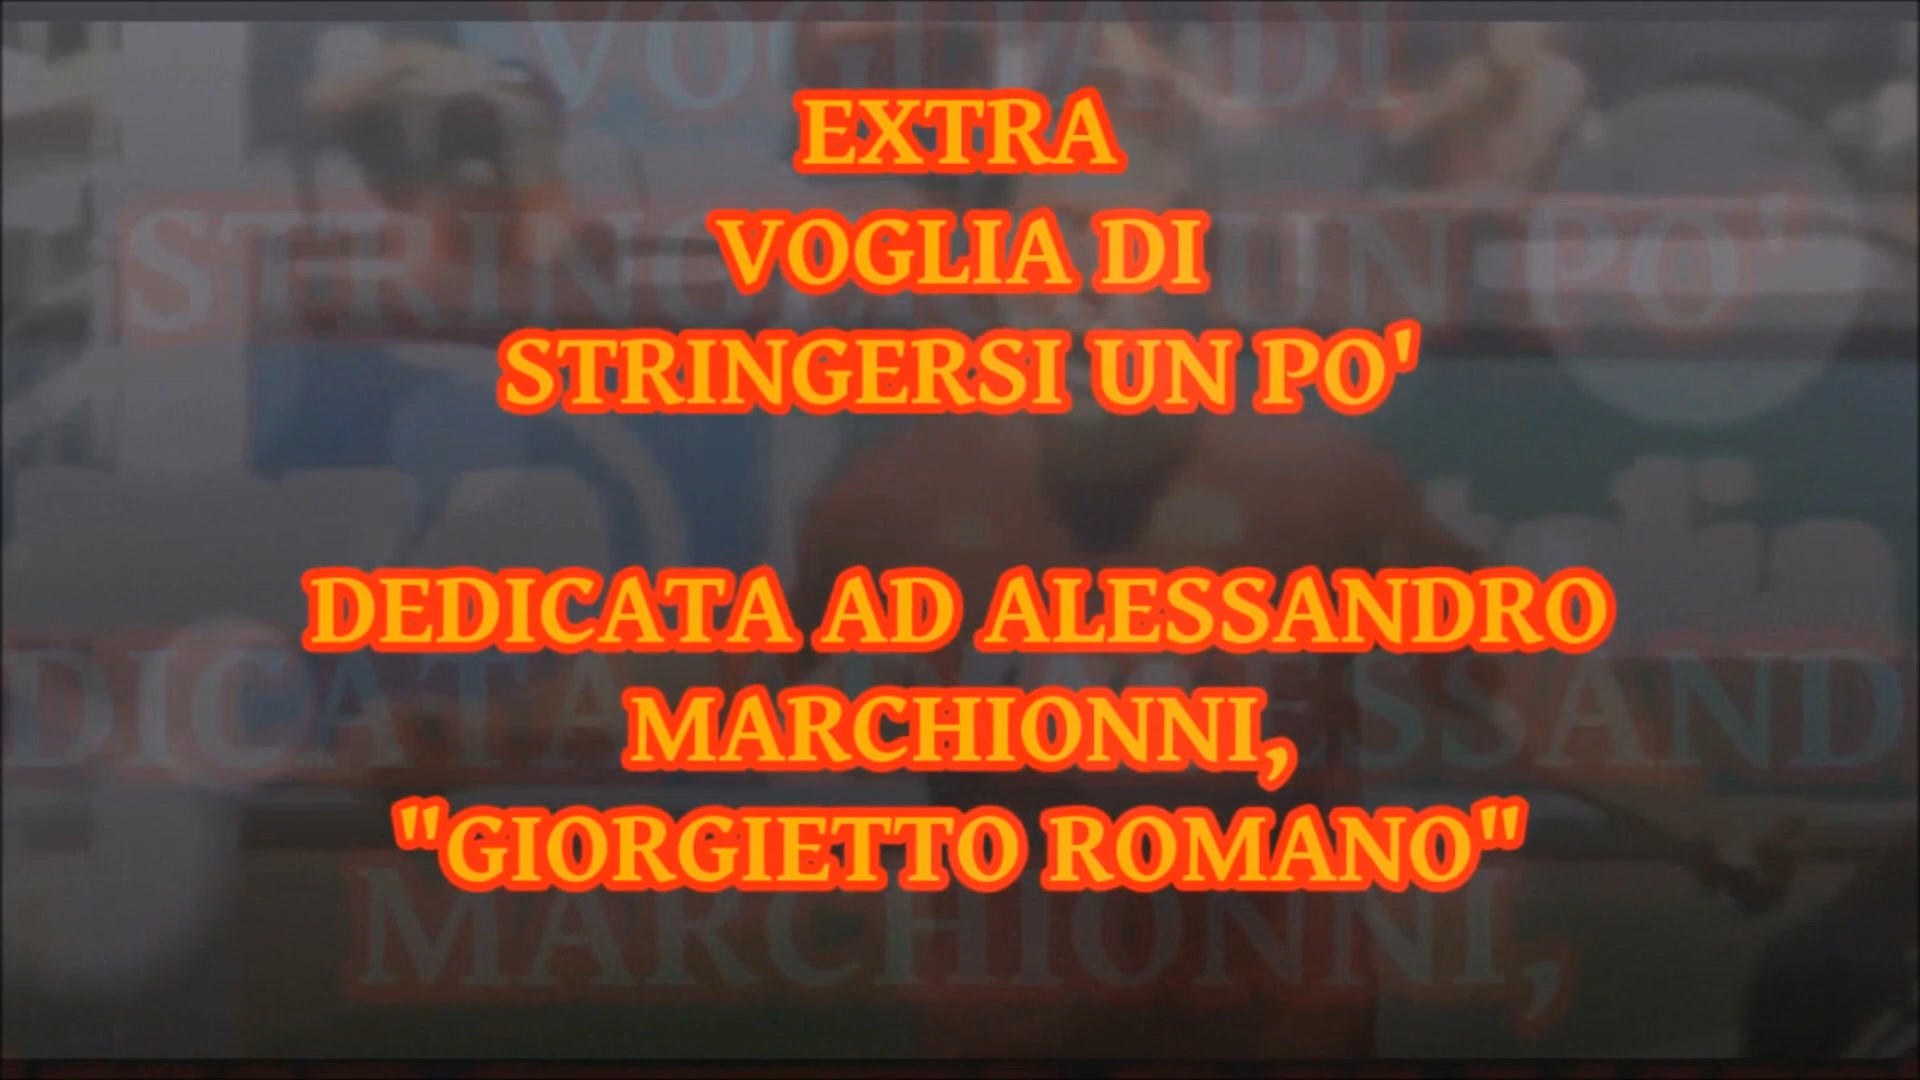 EXTRA
VOGLIA DI
STRINGERSI UN PO'
DEDICATA AD ALESSANDRO
MARCHIONNI,
"GIORGIETTO ROMANO"